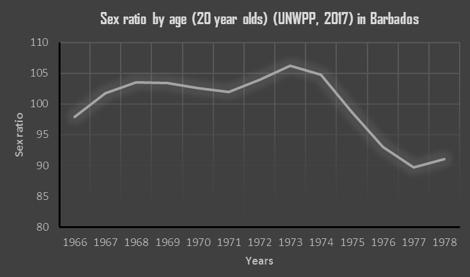 Sex ratio by age (20 year olds) (UNWPP, 2017) in Barbados
110
105
100
95
90
85
80
Sex ratio
1966 1967 1968 1969 1970 1971 1972 1973 1974 1975 1976 1977 1978
Years